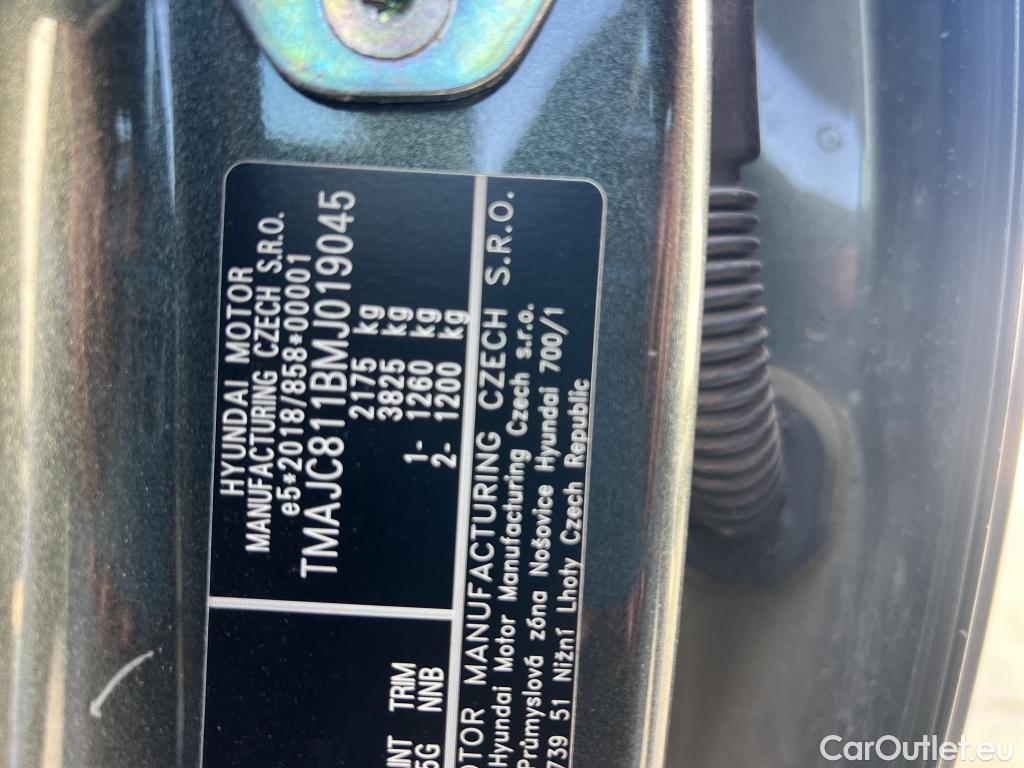 HYUNDAI MOTOR
MANUFACTURING CZECH S.R.O.
e5*2018/858*00001
TMAJC811BMJ019045
2175 kg
3825 kg
1- 1260 kg
2- 1200 kg
TRIM
NNB
MANUFACTURING CZECH S.R.O.
Hyundai Motor Manufacturing Czech s.r.o.
Průmyslová zóna Nošovice Hyundai 700/1
739 51 Nižní Lhoty Czech Republic
CarOutlet.eu